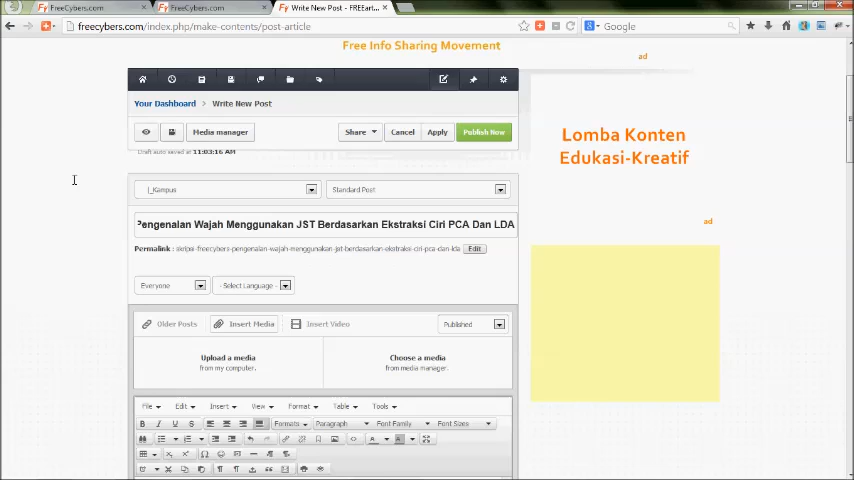 FreeCybers.com
FreeCybers.com
Write New Post - FREEart...
freecybers.com/index.php/make-contents/post-article
Google
Free Info Sharing Movement
ad
Your Dashboard > Write New Post
Media manager
Share
Cancel
Apply
Publish Now
Draft auto saved at 11:03:16 AM
Lomba Konten
Edukasi-Kreatif
|_Kampus
Standard Post
Pengenalan Wajah Menggunakan JST Berdasarkan Ekstraksi Ciri PCA Dan LDA
ad
Permalink : skripsi-freecybers-pengenalan-wajah-menggunakan-jst-berdasarkan-ekstraksi-ciri-pca-dan-lda
Edit
Everyone
- Select Language -
Older Posts
Insert Media
Insert Video
Published
Upload a media
from my computer.
Choose a media
from media manager.
File
Edit
Insert
View
Format
Table
Tools
Formats
Paragraph
Font Family
Font Sizes